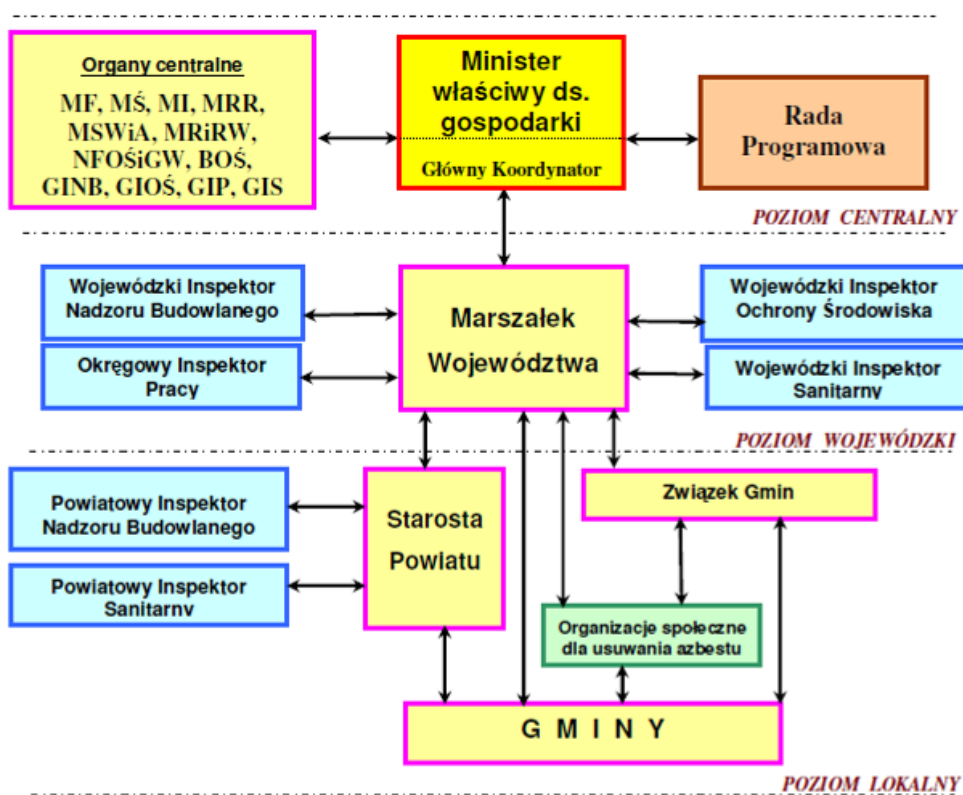 Organy centralne
MF, MŚ, MI, MRR,
MSWiA, MRiRW,
NFOŚiGW, BOŚ,
GINB, GIOŚ, GIP, GIS
Minister
właściwy ds.
gospodarki
Główny Koordynator
Rada
Programowa
POZIOM CENTRALNY
Wojewódzki Inspektor
Nadzoru Budowlanego
Okręgowy Inspektor
Pracy
Marszałek
Województwa
Wojewódzki Inspektor
Ochrony Środowiska
Wojewódzki Inspektor
Sanitarny
POZIOM WOJEWÓDZKI
Powiatowy Inspektor
Nadzoru Budowlanego
Powiatowy Inspektor
Sanitarny
Starosta
Powiatu
Związek Gmin
Organizacje społeczne
dla usuwania azbestu
G M I N Y
POZIOM LOKALNY